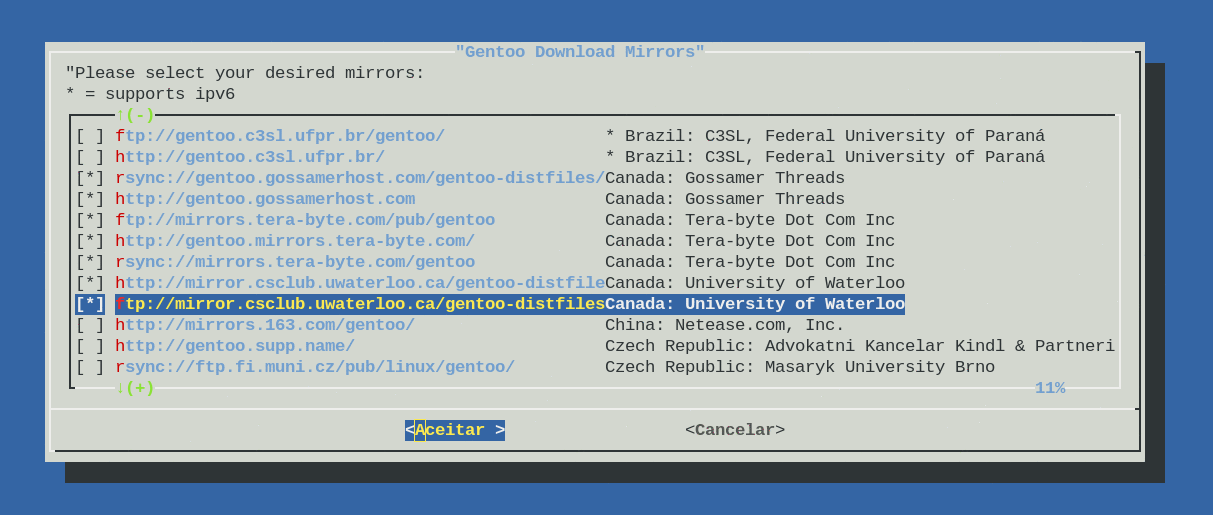 "Gentoo Download Mirrors"
"Please select your desired mirrors:
* = supports ipv6
↑(-)
[ ] ftp://gentoo.c3sl.ufpr.br/gentoo/ * Brazil: C3SL, Federal University of Paraná
[ ] http://gentoo.c3sl.ufpr.br/ * Brazil: C3SL, Federal University of Paraná
[*] rsync://gentoo.gossamerhost.com/gentoo-distfiles/Canada: Gossamer Threads
[*] http://gentoo.gossamerhost.com Canada: Gossamer Threads
[*] ftp://mirrors.tera-byte.com/pub/gentoo Canada: Tera-byte Dot Com Inc
[*] http://gentoo.mirrors.tera-byte.com/ Canada: Tera-byte Dot Com Inc
[*] rsync://mirrors.tera-byte.com/gentoo Canada: Tera-byte Dot Com Inc
[*] http://mirror.csclub.uwaterloo.ca/gentoo-distfileCanada: University of Waterloo
[*] ftp://mirror.csclub.uwaterloo.ca/gentoo-distfilesCanada: University of Waterloo
[ ] http://mirrors.163.com/gentoo/ China: Netease.com, Inc.
[ ] http://gentoo.supp.name/ Czech Republic: Advokatni Kancelar Kindl & Partneri
[ ] rsync://ftp.fi.muni.cz/pub/linux/gentoo/ Czech Republic: Masaryk University Brno
↓(+) 11%
<Aceitar > <Cancelar>